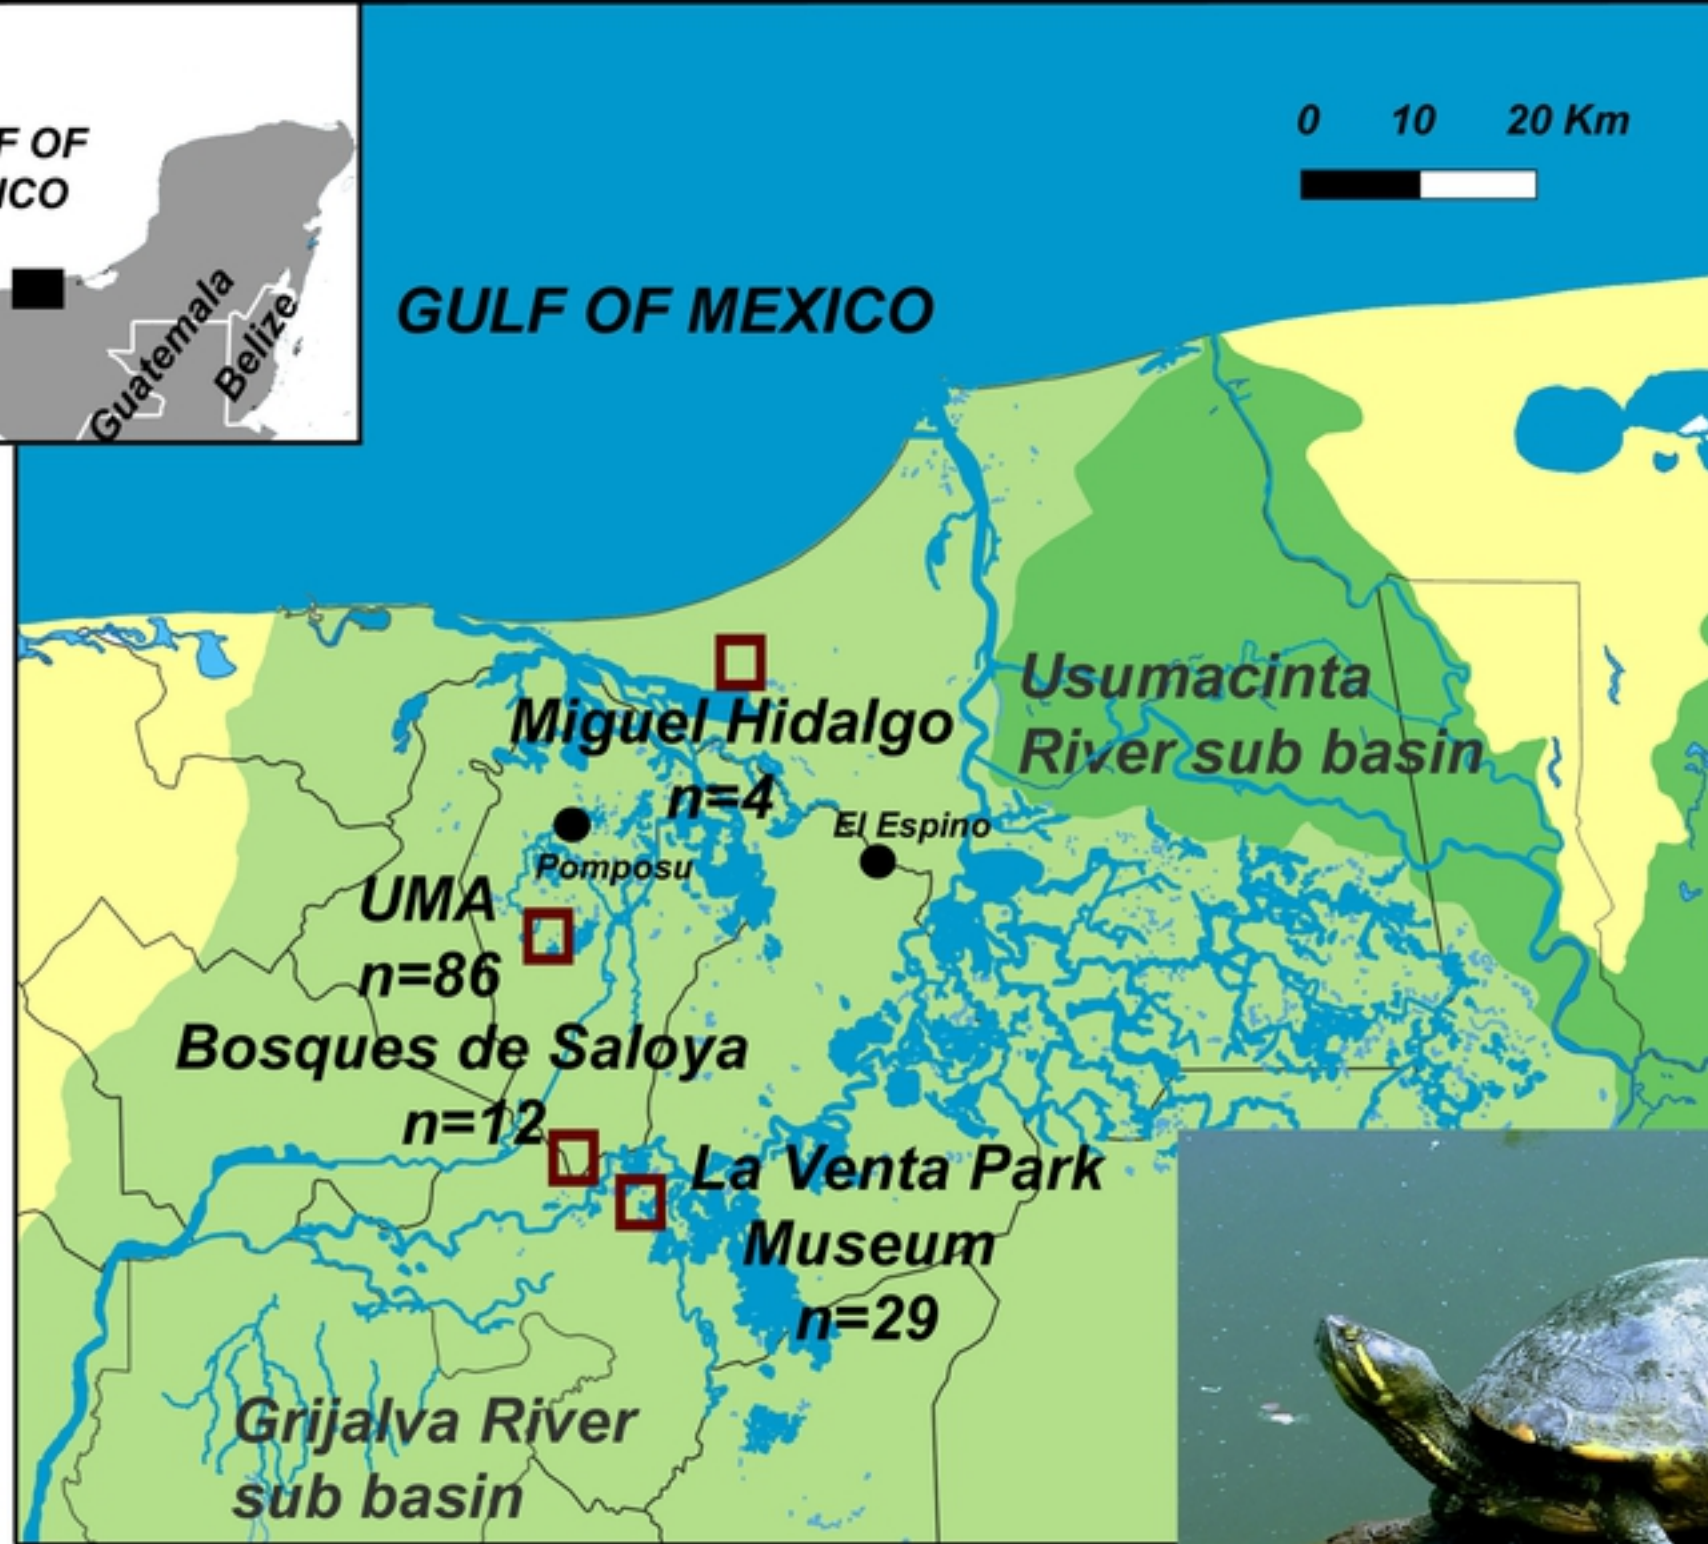 F OF
ICO
Guatemala
Belize
0 10 20 Km
GULF OF MEXICO
Usumacinta
River sub basin
Miguel Hidalgo
n=4
El Espino
Pomposu
UMA
n=86
Bosques de Saloya
n=12
La Venta Park
Museum
n=29
Grijalva River
sub basin